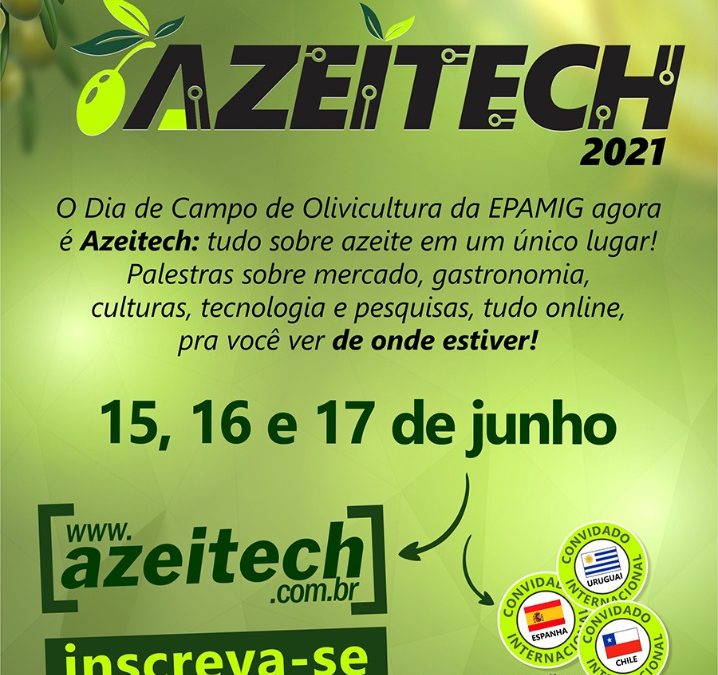 AZEITECH
2021
O Dia de Campo de Olivicultura da EPAMIG agora
é Azeitech: tudo sobre azeite em um único lugar!
Palestras sobre mercado, gastronomia,
culturas, tecnologia e pesquisas, tudo online,
pra você ver de onde estiver!
15, 16 e 17 de junho
[www.
azeitech
.com.br]
inscreva-se
CONVIDADO
URUGUAI
INTERNACIONAL
CONVIDADO
ESPANHA
INTERNACIONAL
CONVIDADO
CHILE
INTERNACIONAL